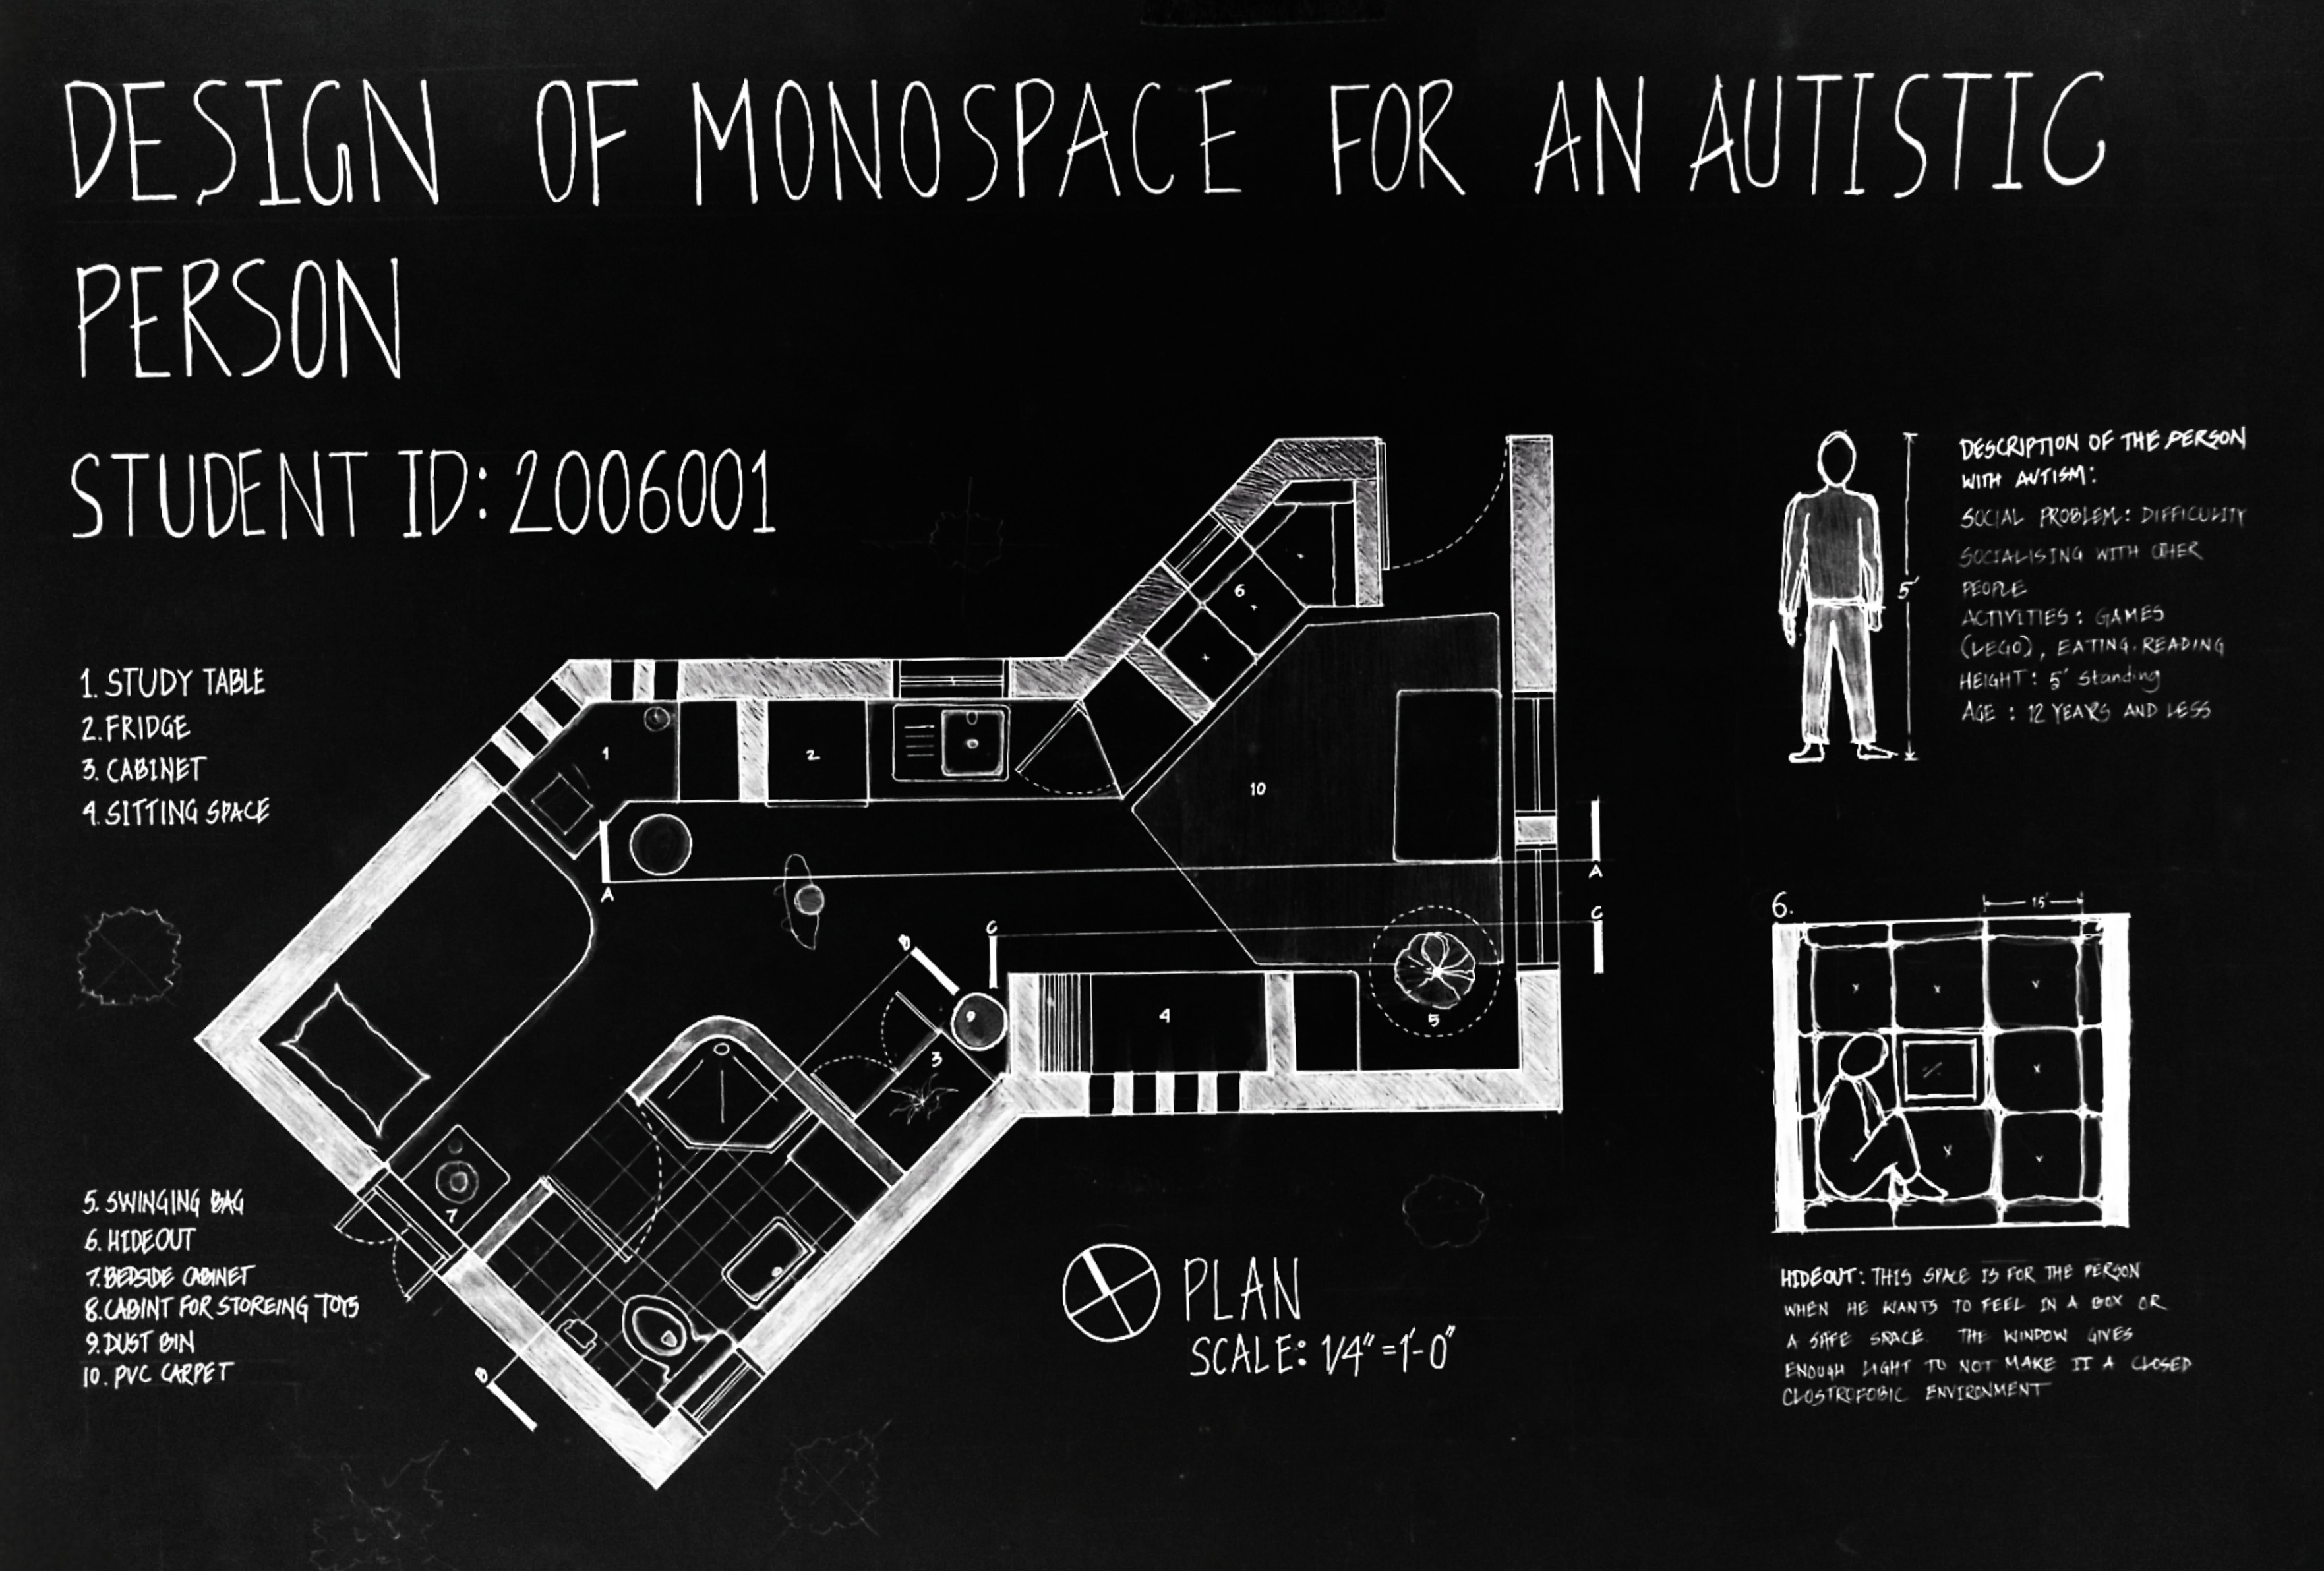 DESIGN OF MONOSPACE FOR AN AUTISTIC
PERSON
STUDENT ID: 2006001
1. STUDY TABLE
2. FRIDGE
3. CABINET
4. SITTING SPACE
5. SWINGING BAG
6. HIDEOUT
7. BEDSIDE CABINET
8. CABINT FOR STOREING TOYS
9. DUST BIN
10. PVC CARPET
1
2
6
10
A
A
C
C
B
9
3
4
5
7
B
PLAN
SCALE: 1/4"=1'-0"
5'
DESCRIPTION OF THE PERSON
WITH AUTISM:
SOCIAL PROBLEM: DIFFICULITY
SOCIALISING WITH OTHER
PEOPLE
ACTIVITIES: GAMES
(LEGO), EATING, READING
HEIGHT: 5' Standing
AGE : 12 YEARS AND LESS
6.
15'
HIDEOUT: THIS SPACE IS FOR THE PERSON
WHEN HE WANTS TO FEEL IN A BOX OR
A SAFE SPACE. THE WINDOW GIVES
ENOUGH LIGHT TO NOT MAKE IT A CLOSED
CLOSTROFOBIC ENVIRONMENT